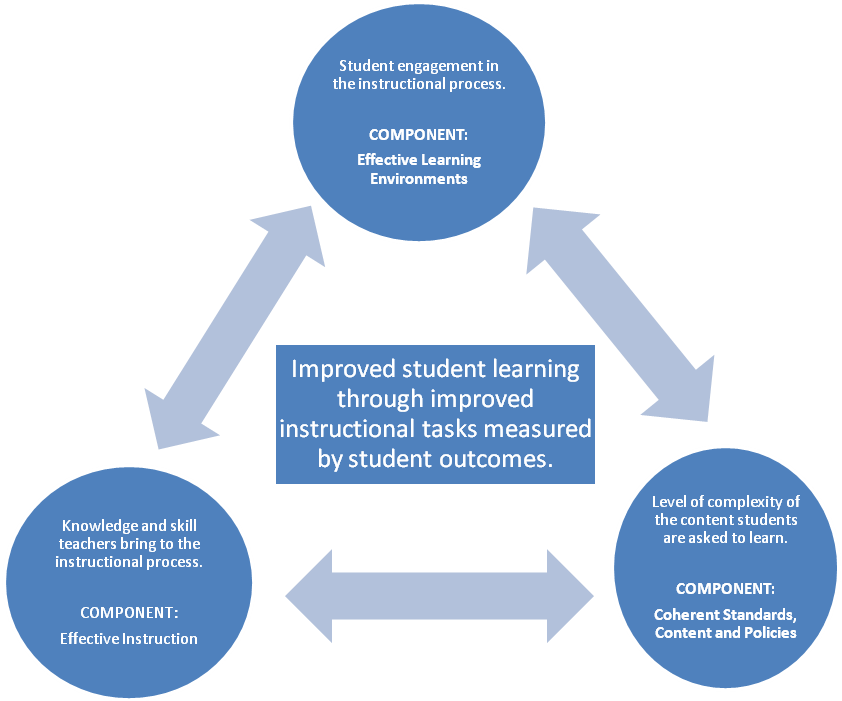 Student engagement in
the instructional process.
COMPONENT:
Effective Learning
Environments
Improved student learning
through improved
instructional tasks measured
by student outcomes.
Knowledge and skill
teachers bring to the
instructional process.
COMPONENT:
Effective Instruction
Level of complexity of
the content students
are asked to learn.
COMPONENT:
Coherent Standards,
Content and Policies